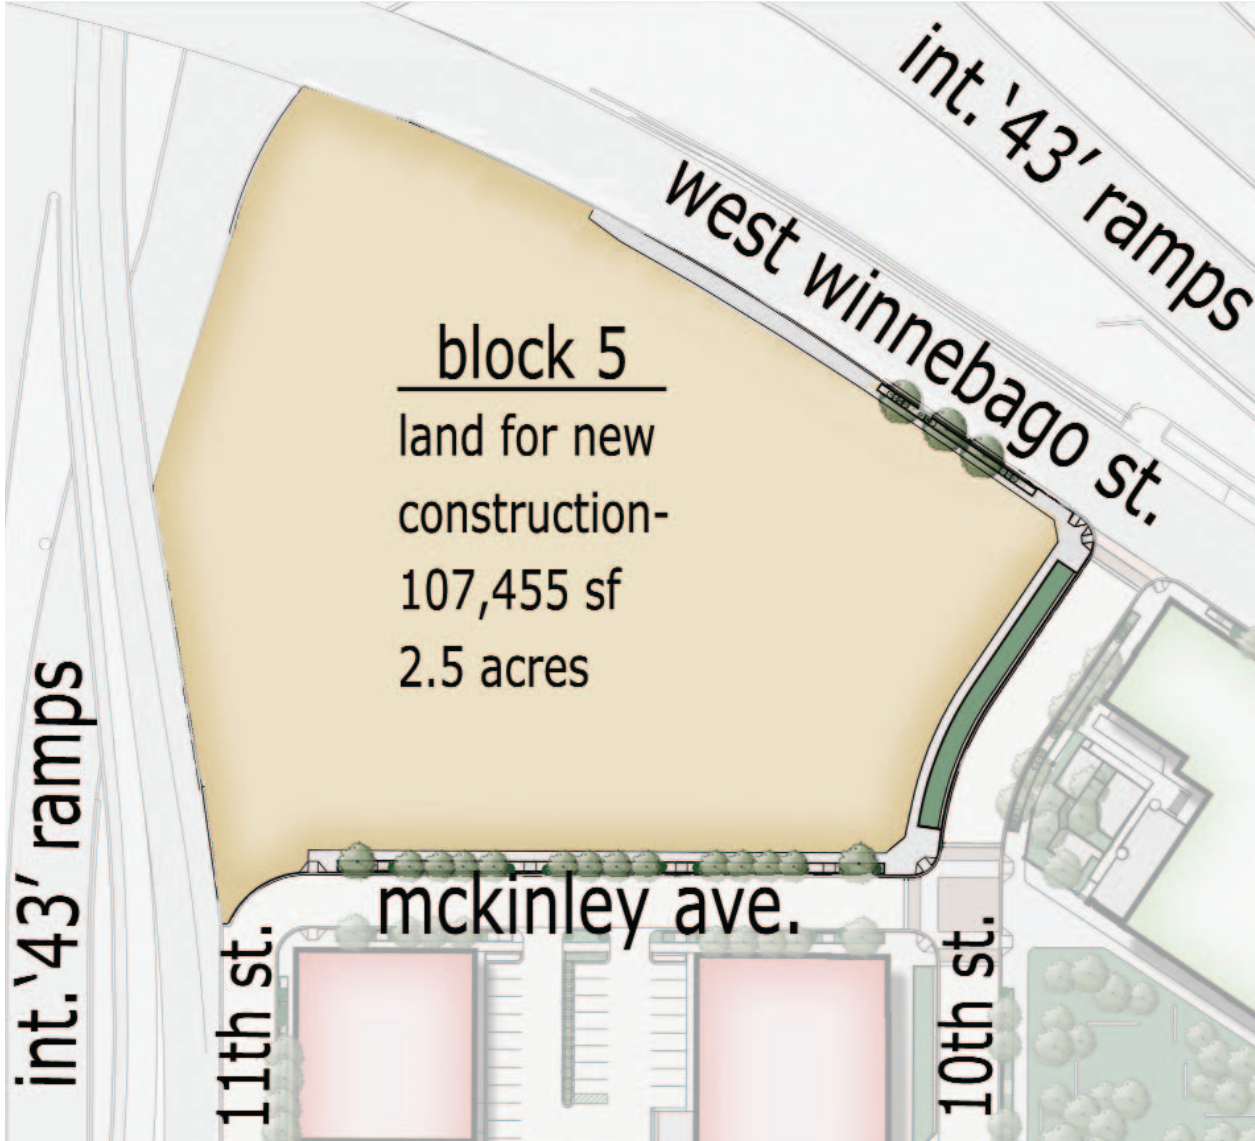 int. ‘43’ ramps
west winnebago st.
block 5
land for new
construction-
107,455 sf
2.5 acres
int. ‘43’ ramps
mckinley ave.
11th st.
10th st.